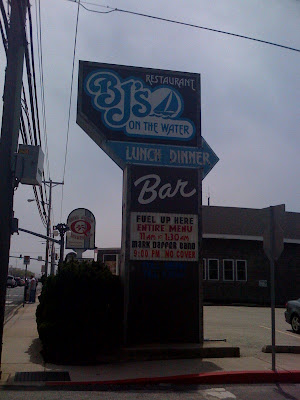 RESTAURANT
BJ's
ON THE WATER
LUNCH DINNER
Bar
FUEL UP HERE
ENTIRE MENU
11AM - 1:30AM
MARK DAPPER BAND
9:00 PM NO COVER